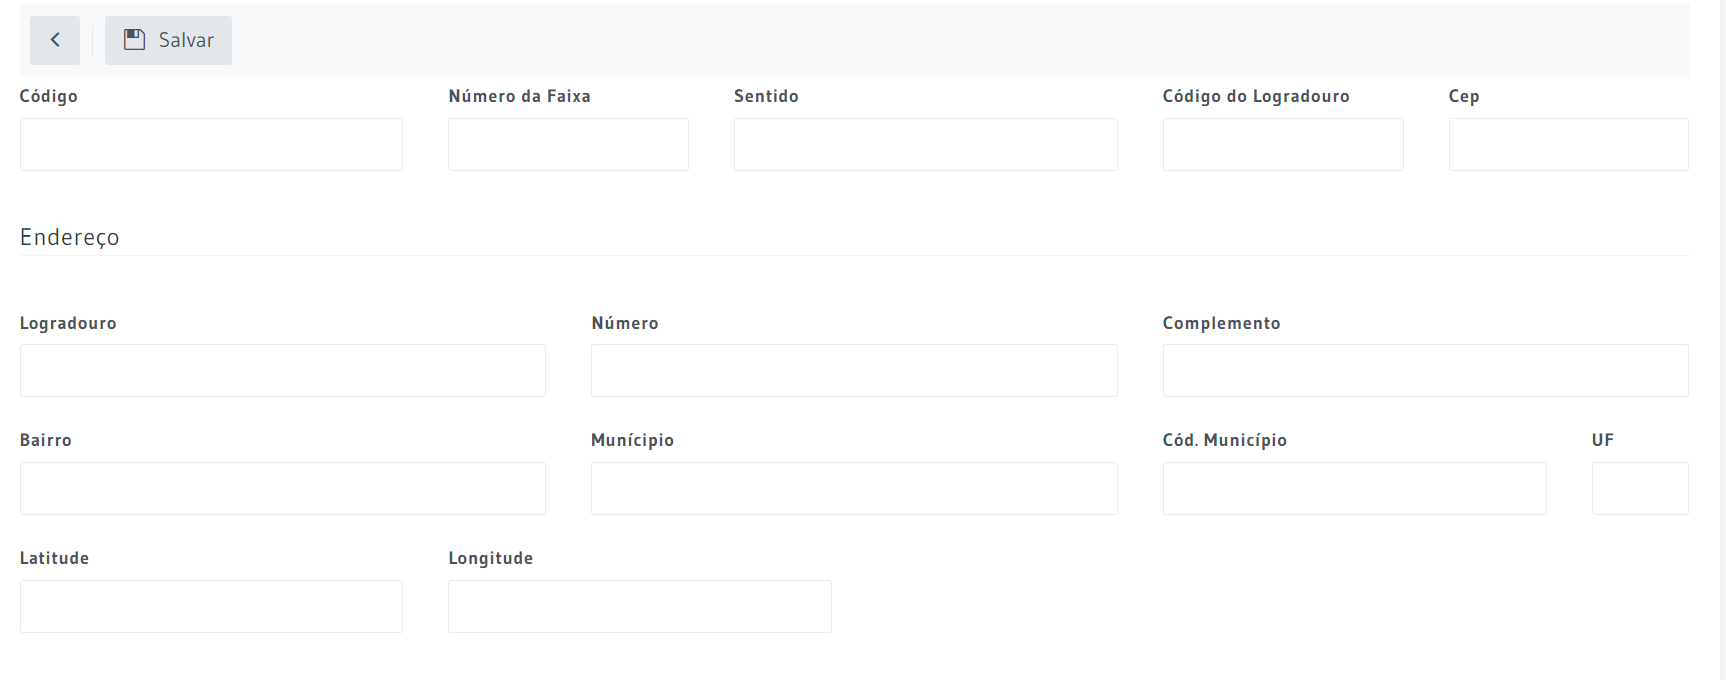 Salvar
Código Número da Faixa Sentido Código do Logradouro Cep
Endereço
Logradouro Número Complemento
Bairro Munícipio Cód. Município UF
Latitude Longitude